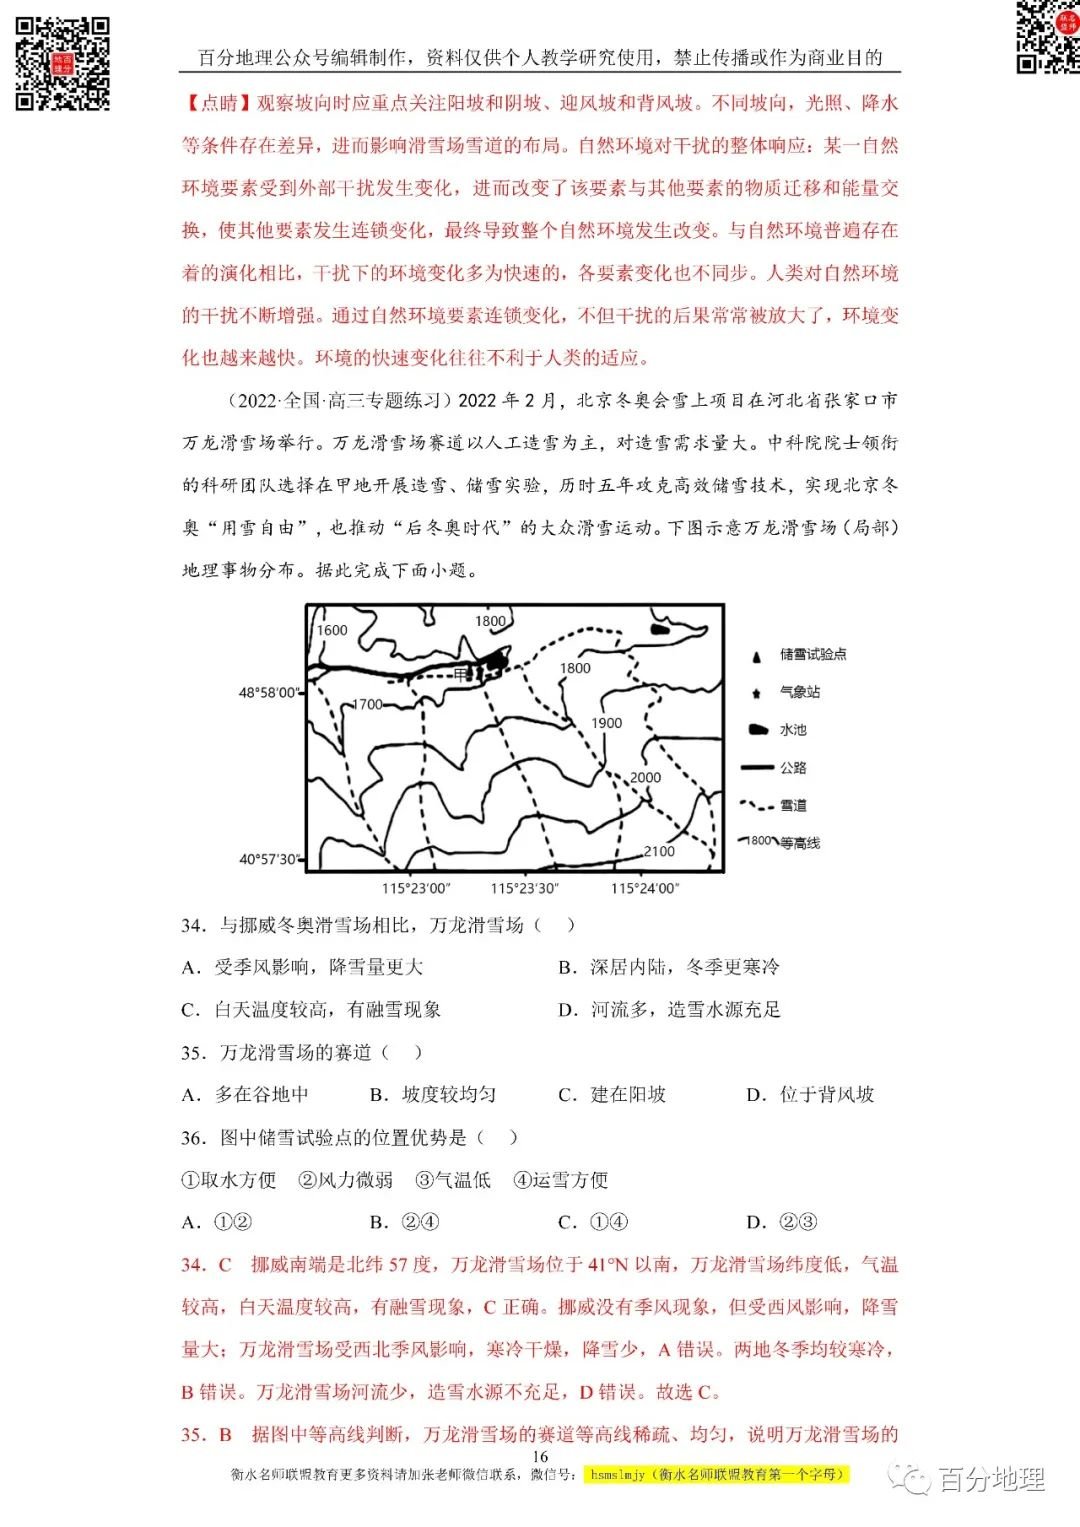 百分地理公众号编辑制作，资料仅供个人教学研究使用，禁止传播或作为商业目的
【点睛】观察坡向时应重点关注阳坡和阴坡、迎风坡和背风坡。不同坡向，光照、降水
等条件存在差异，进而影响滑雪场雪道的布局。自然环境对干扰的整体响应：某一自然
环境要素受到外部干扰发生变化，进而改变了该要素与其他要素的物质迁移和能量交
换，使其他要素发生连锁变化，最终导致整个自然环境发生改变。与自然环境普遍存在
着的演化相比，干扰下的环境变化多为快速的，各要素变化也不同步。人类对自然环境
的干扰不断增强。通过自然环境要素连锁变化，不但干扰的后果常常被放大了，环境变
化也越来越快。环境的快速变化往往不利于人类的适应。
（2022·全国·高三专题练习）2022 年 2 月，北京冬奥会雪上项目在河北省张家口市
万龙滑雪场举行。万龙滑雪场赛道以人工造雪为主，对造雪需求量大。中科院院士领衔
的科研团队选择在甲地开展造雪、储雪实验，历时五年攻克高效储雪技术，实现北京冬
奥“用雪自由”，也推动“后冬奥时代”的大众滑雪运动。下图示意万龙滑雪场（局部）
地理事物分布。据此完成下面小题。
1600
1800
甲
1800
48°58′00″
1700
1900
2000
2100
40°57′30″
115°23′00″ 115°23′30″ 115°24′00″
储雪试验点
气象站
水池
公路
雪道
1800 等高线
34．与挪威冬奥滑雪场相比，万龙滑雪场（ ）
A．受季风影响，降雪量更大 B．深居内陆，冬季更寒冷
C．白天温度较高，有融雪现象 D．河流多，造雪水源充足
35．万龙滑雪场的赛道（ ）
A．多在谷地中 B．坡度较均匀 C．建在阳坡 D．位于背风坡
36．图中储雪试验点的位置优势是（ ）
①取水方便 ②风力微弱 ③气温低 ④运雪方便
A．①② B．②④ C．①④ D．②③
34．C 挪威南端是北纬 57 度，万龙滑雪场位于 41°N 以南，万龙滑雪场纬度低，气温
较高，白天温度较高，有融雪现象，C 正确。挪威没有季风现象，但受西风影响，降雪
量大；万龙滑雪场受西北季风影响，寒冷干燥，降雪少，A 错误。两地冬季均较寒冷，
B 错误。万龙滑雪场河流少，造雪水源不充足，D 错误。故选 C。
35．B 据图中等高线判断，万龙滑雪场的赛道等高线稀疏、均匀，说明万龙滑雪场的
16
衡水名师联盟教育更多资料请加张老师微信联系，微信号： hsmslmjy（衡水名师联盟教育第一个字母）
百分地理